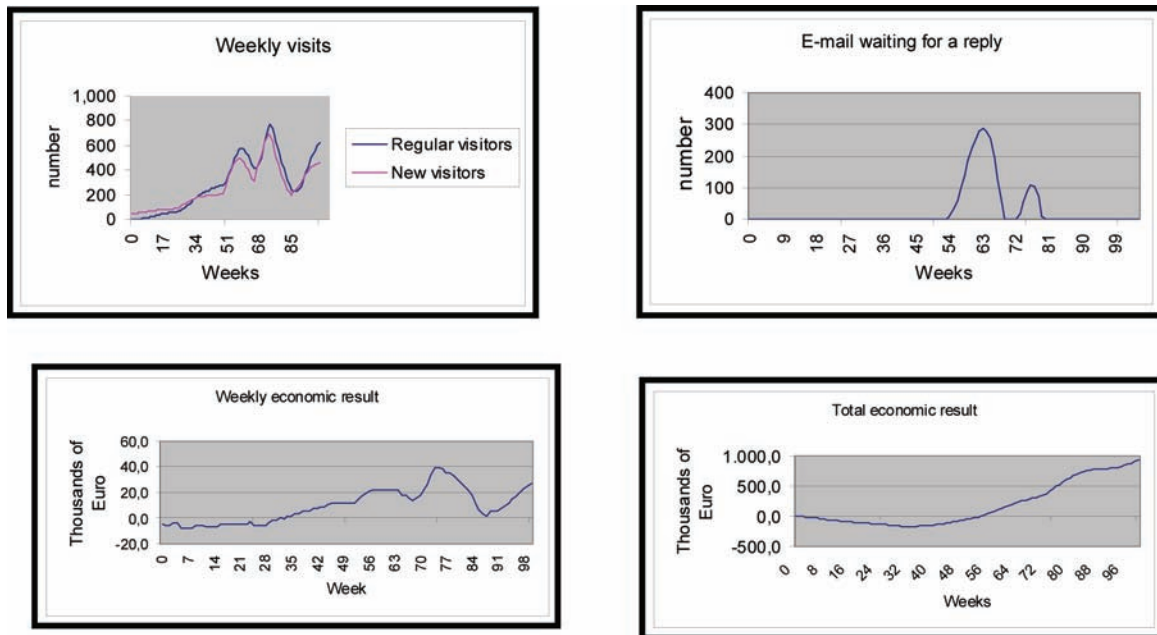 Weekly visits
1,000
800
600
400
200
0
number
0 17 34 51 68 85
Weeks
Regular visitors
New visitors
E-mail waiting for a reply
400
300
200
100
0
number
0 9 18 27 36 45 54 63 72 81 90 99
Weeks
Weekly economic result
60,0
40,0
20,0
0,0
-20,0
Thousands of
Euro
0 7 14 21 28 35 42 49 56 63 70 77 84 91 98
Week
Total economic result
1.000,0
500,0
0,0
-500,0
Thousands of
Euro
0 8 16 24 32 40 48 56 64 72 80 88 96
Weeks